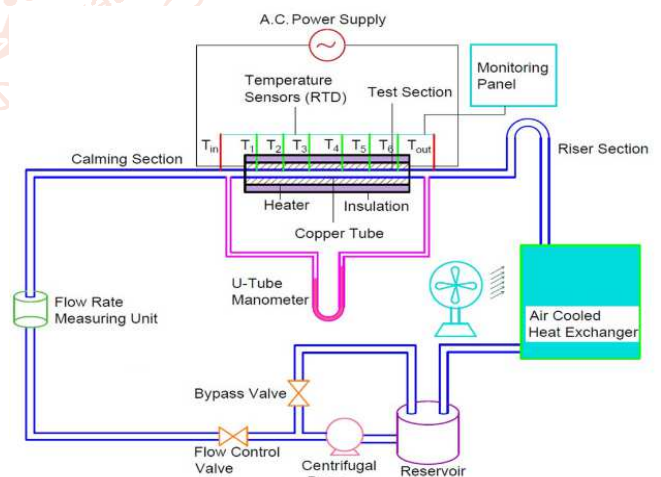 A.C. Power Supply
Temperature
Sensors (RTD)
Test Section
Monitoring
Panel
Tin T1 T2 T3 T4 T5 T6 Tout
Calming Section
Riser Section
Heater
Insulation
Copper Tube
U-Tube
Manometer
Flow Rate
Measuring Unit
Air Cooled
Heat Exchanger
Bypass Valve
Flow Control
Valve
Centrifugal
Reservoir